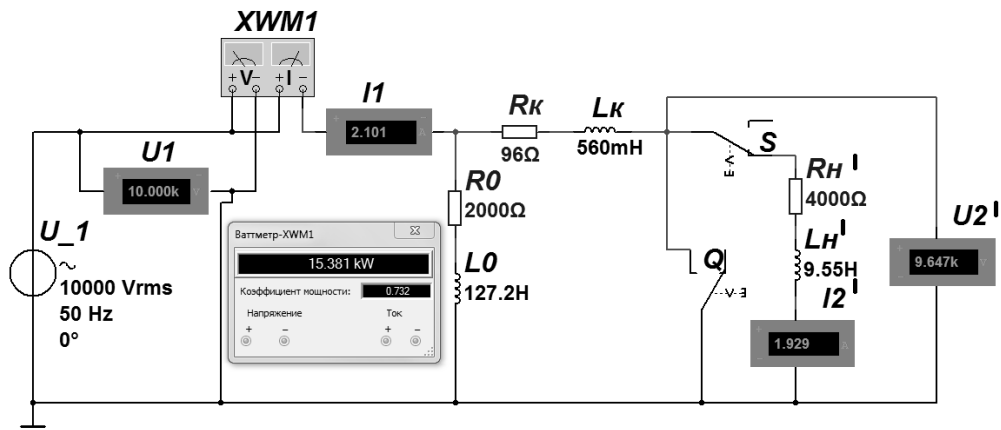 XWM1
+ V - + I -
I1
2.101
A
Rк
96Ω
Lк
560mH
S
E-A
U1
10.000k
V
R0
2000Ω
Rн'
4000Ω
U2'
9.647k
V
U_1
10000 Vrms
50 Hz
0°
Ваттметр-XWM1
15.381 kW
Коэффициент мощности: 0.732
Напряжение Ток
+ - + -
L0
127.2H
Q
Lн'
9.55H
I2'
1.929
A